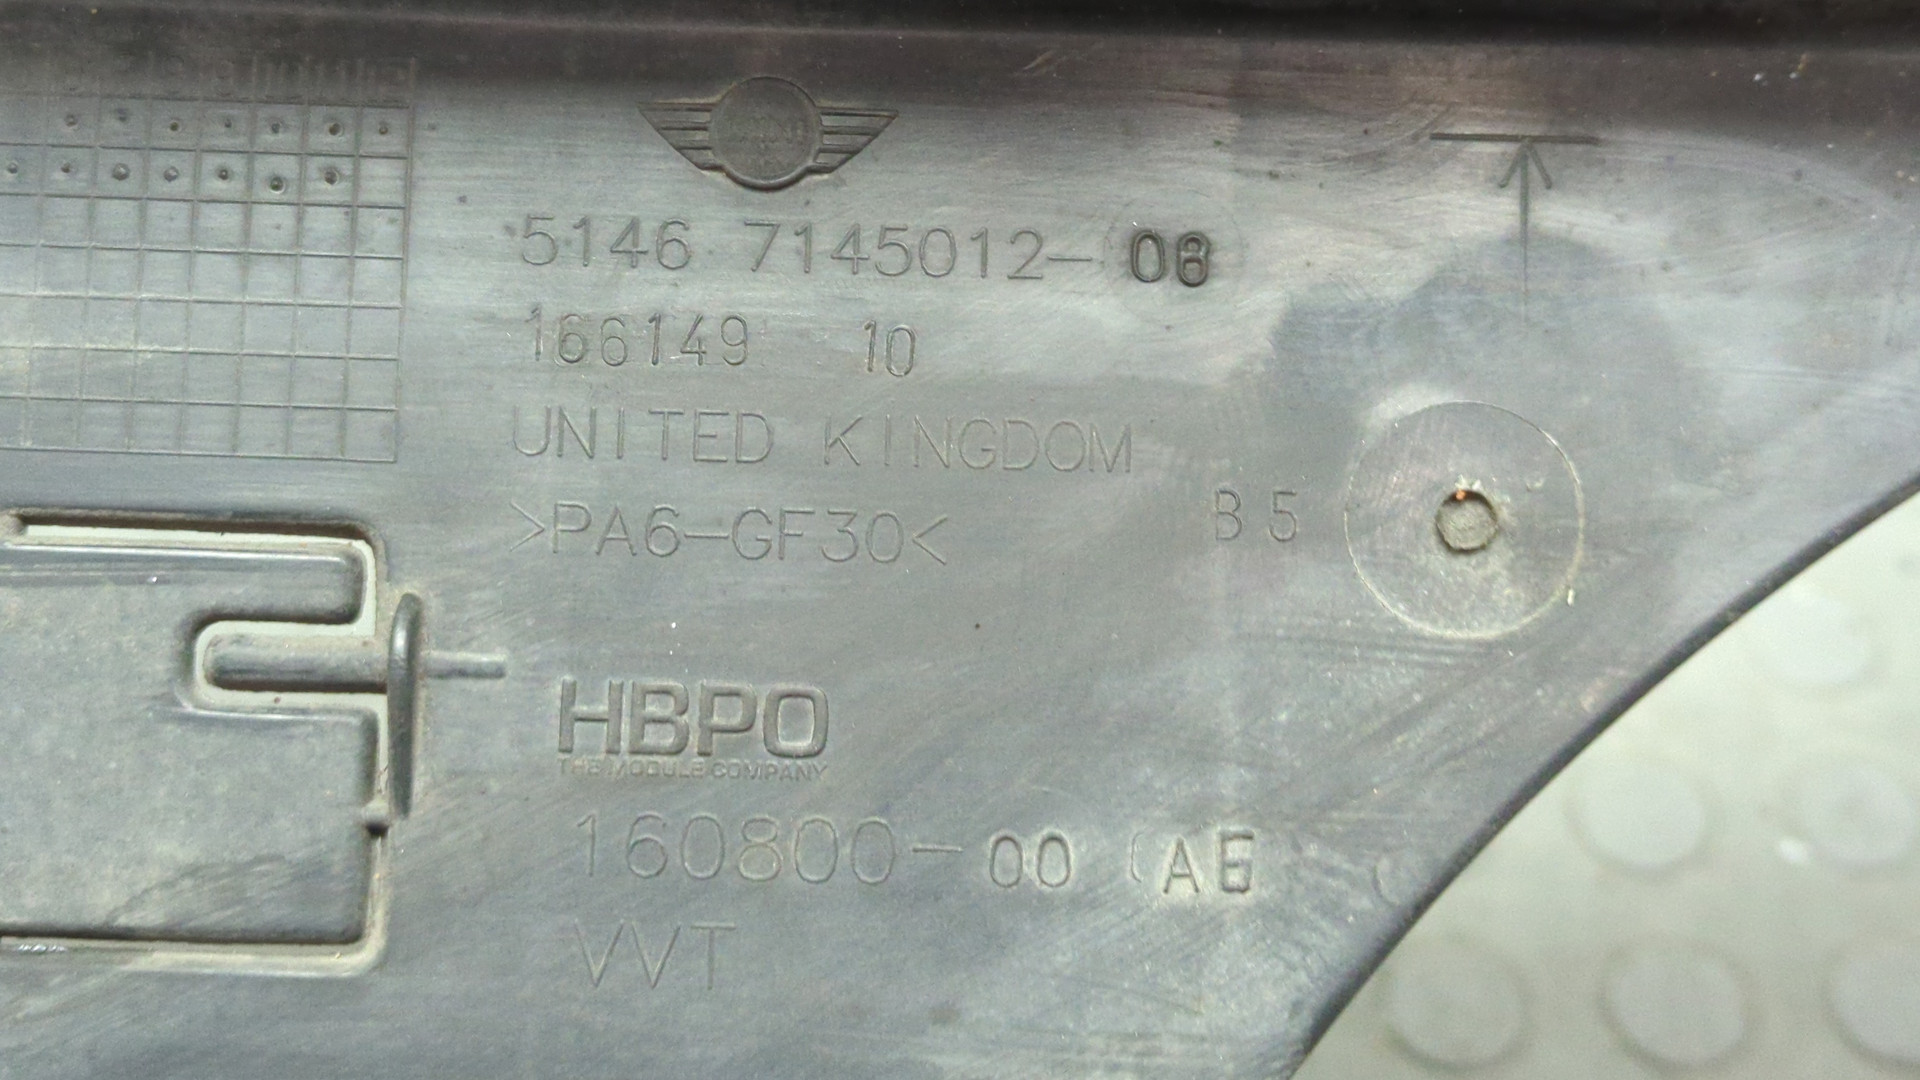 5146 7145012- 08
166149 10
UNITED KINGDOM
>PA6-GF30<
B5
HBPO
THE MODULE COMPANY
160800- 00
VVT